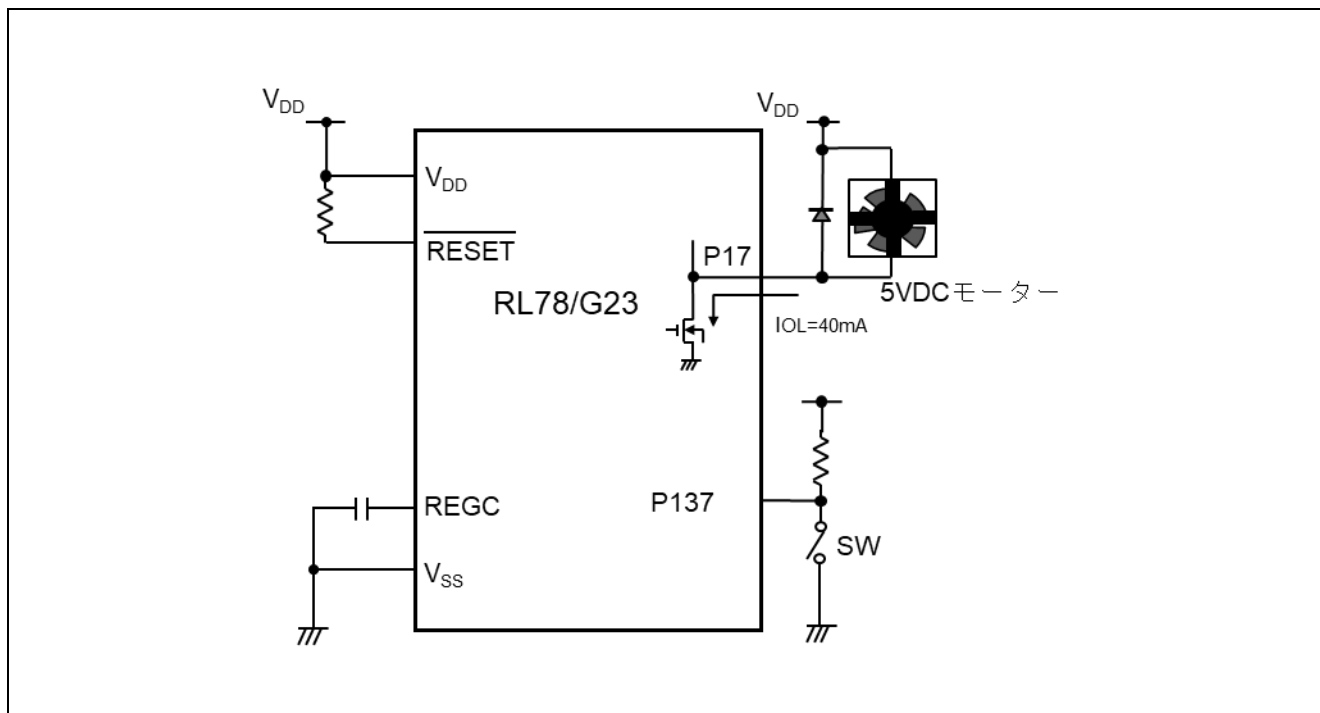 VDD
VDD
VDD
RESET
P17
RL78/G23
5VDCモーター
IOL=40mA
REGC
P137
SW
VSS